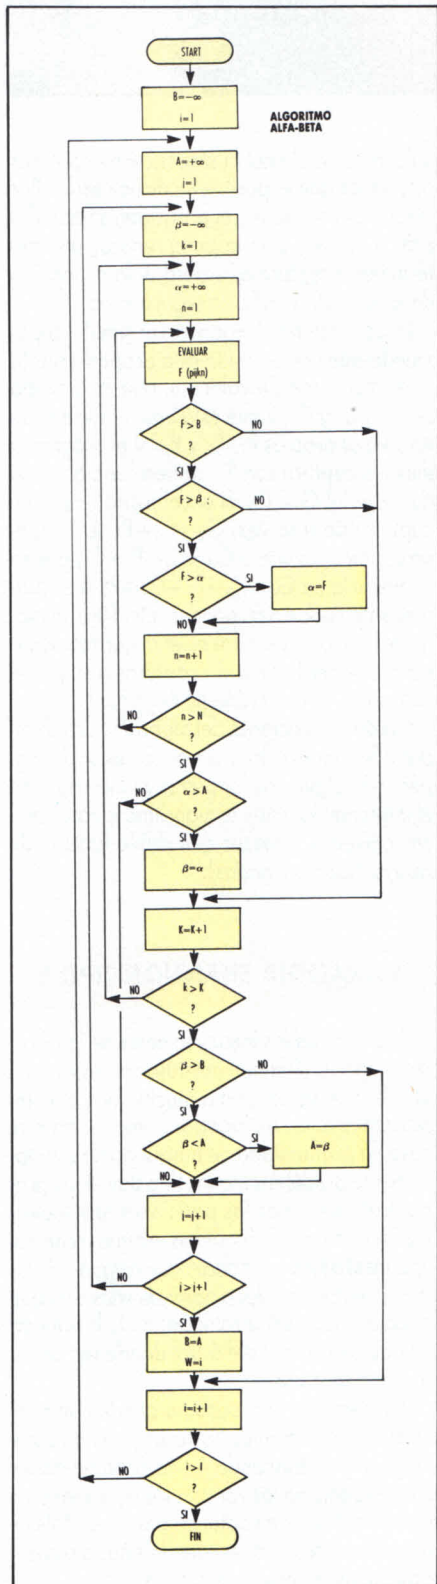 START
B=−∞
i=1
ALGORITMO
ALFA-BETA
A=+∞
j=1
β=−∞
k=1
α=+∞
n=1
EVALUAR
F (pijkn)
F > B
?
NO
SI
F > β
?
NO
SI
F > α
?
SI
α=F
NO
n=n+1
n > N
?
NO
SI
α > A
?
NO
SI
β=α
K=K+1
k > K
?
NO
SI
β > B
?
NO
SI
β < A
?
SI
A=β
NO
j=j+1
j > j+1
?
NO
SI
B=A
W=i
i=i+1
i > I
?
NO
SI
FIN